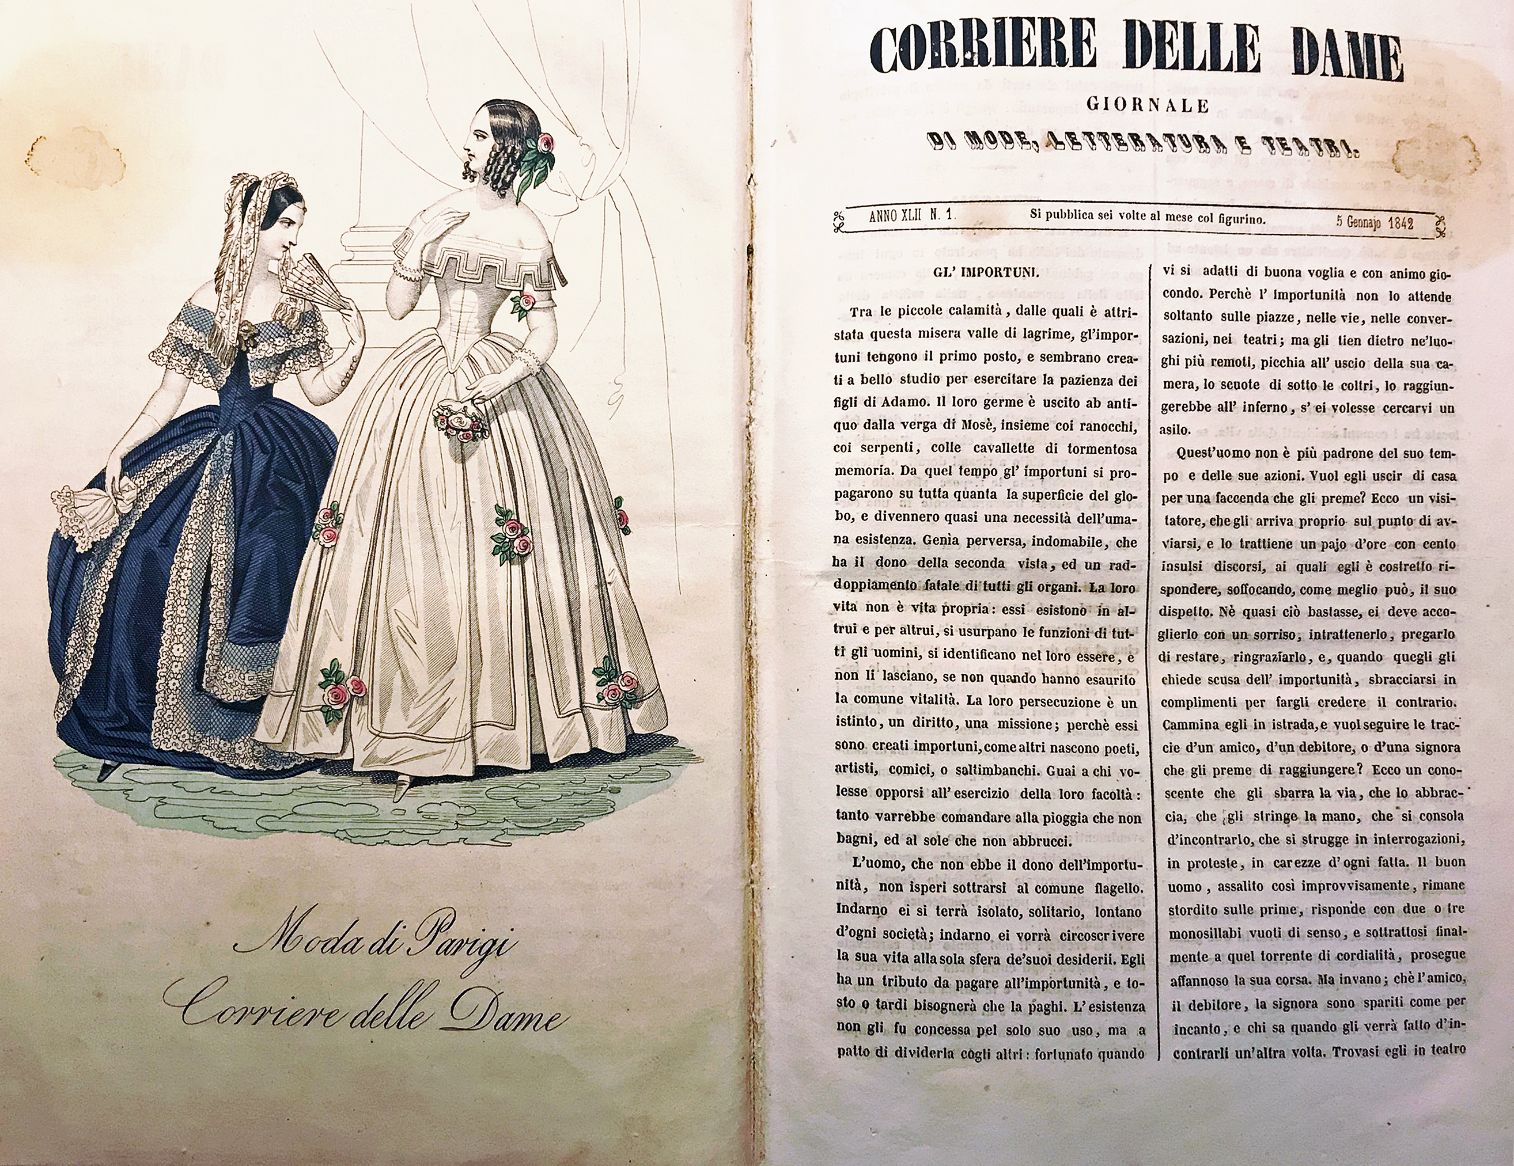 Moda di Parigi
Corriere delle Dame
CORRIERE DELLE DAME
GIORNALE
DI MODE, LETTERATURA E TEATRI.
ANNO XLII N. 1. Si pubblica sei volte al mese col figurino. 5 Gennajo 1842
GL' IMPORTUNI.
Tra le piccole calamità, dalle quali è attri-
stata questa misera valle di lagrime, gl'impor-
tuni tengono il primo posto, e sembrano crea-
ti a bello studio per esercitare la pazienza dei
figli di Adamo. Il loro germe è uscito ab anti-
quo dalla verga di Mosè, insieme coi ranocchi,
coi serpenti, colle cavallette di tormentosa
memoria. Da quel tempo gl' importuni si pro-
pagarono su tutta quanta la superficie del glo-
bo, e divennero quasi una necessità dell'uma-
na esistenza. Genia perversa, indomabile, che
ha il dono della seconda vista, ed un rad-
doppiamento fatale di tutti gli organi. La loro
vita non è vita propria: essi esistono in al-
trui e per altrui, si usurpano le funzioni di tut-
ti gli uomini, si identificano nel loro essere, e
non li lasciano, se non quando hanno esaurito
la comune vitalità. La loro persecuzione è un
istinto, un diritto, una missione; perchè essi
sono creati importuni, come altri nascono poeti,
artisti, comici, o saltimbanchi. Guai a chi vo-
lesse opporsi all' esercizio della loro facoltà:
tanto varrebbe comandare alla pioggia che non
bagni, ed al sole che non abbrucci.
L'uomo, che non ebbe il dono dell'importu-
nità, non isperi sottrarsi al comune flagello.
Indarno ei si terrà isolato, solitario, lontano
d'ogni società; indarno ei vorrà circoscrivere
la sua vita alla sola sfera de'suoi desiderii. Egli
ha un tributo da pagare all'importunità, e to-
sto o tardi bisognerà che la paghi. L' esistenza
non gli fu concessa pel solo suo uso, ma a
patto di dividerla cogli altri: fortunato quando
vi si adatti di buona voglia e con animo gio-
condo. Perchè l' importunità non lo attende
soltanto sulle piazze, nelle vie, nelle conver-
sazioni, nei teatri; ma gli tien dietro ne'luo-
ghi più remoti, picchia all' uscio della sua ca-
mera, lo scuote di sotto le coltri, lo raggiun-
gerebbe all' inferno, s' ei volesse cercarvi un
asilo.
Quest'uomo non è più padrone del suo tem-
po e delle sue azioni. Vuol egli uscir di casa
per una faccenda che gli preme? Ecco un visi-
tatore, che gli arriva proprio sul punto di av-
viarsi, e lo trattiene un pajo d'ore con cento
insulsi discorsi, ai quali egli è costretto ri-
spondere, soffocando, come meglio può, il suo
dispetto. Nè quasi ciò bastasse, ei deve acco-
glierlo con un sorriso, intrattenerlo, pregarlo
di restare, ringraziarlo, e, quando quegli gli
chiede scusa dell' importunità, sbracciarsi in
complimenti per fargli credere il contrario.
Cammina egli in istrada, e vuol seguire le trac-
cie d'un amico, d'un debitore, o d'una signora
che gli preme di raggiungere? Ecco un cono-
scente che gli sbarra la via, che lo abbrac-
cia, che gli stringe la mano, che si consola
d'incontrarlo, che si strugge in interrogazioni,
in proteste, in carezze d'ogni fatta. Il buon
uomo, assalito così improvvisamente, rimane
stordito sulle prime, risponde con due o tre
monosillabi vuoti di senso, e sottrattosi final-
mente a quel torrente di cordialità, prosegue
affannoso la sua corsa. Ma invano; chè l'amico,
il debitore, la signora sono spariti come per
incanto, e chi sa quando gli verrà fatto d'in-
contrarli un'altra volta. Trovasi egli in teatro